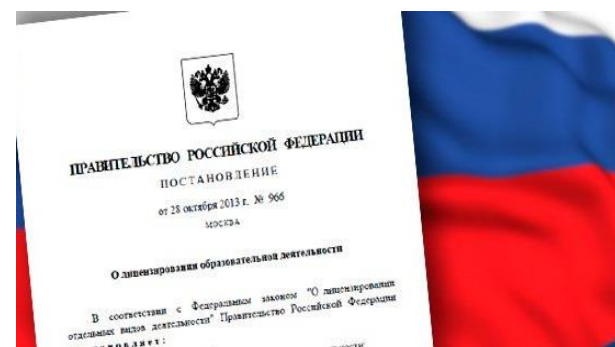 ПРАВИТЕЛЬСТВО РОССИЙСКОЙ ФЕДЕРАЦИИ
ПОСТАНОВЛЕНИЕ
от 28 октября 2013 г. № 966
МОСКВА
О лицензировании образовательной деятельности
В соответствии с Федеральным законом "О лицензировании
отдельных видов деятельности" Правительство Российской Федерации